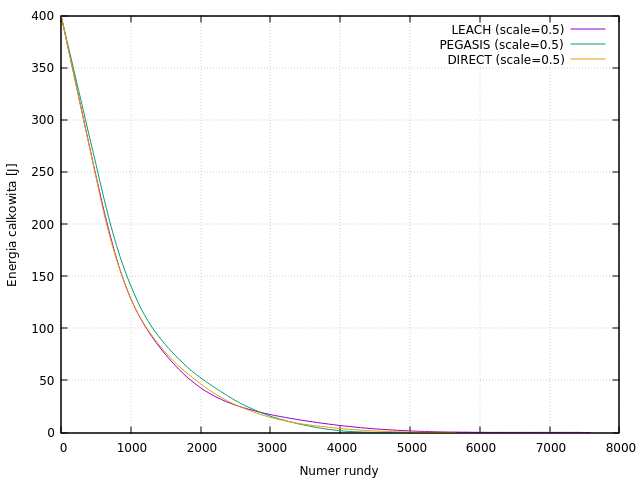 400
350
300
250
200
150
100
50
0
Energia calkowita [J]
LEACH (scale=0.5)
PEGASIS (scale=0.5)
DIRECT (scale=0.5)
0 1000 2000 3000 4000 5000 6000 7000 8000
Numer rundy